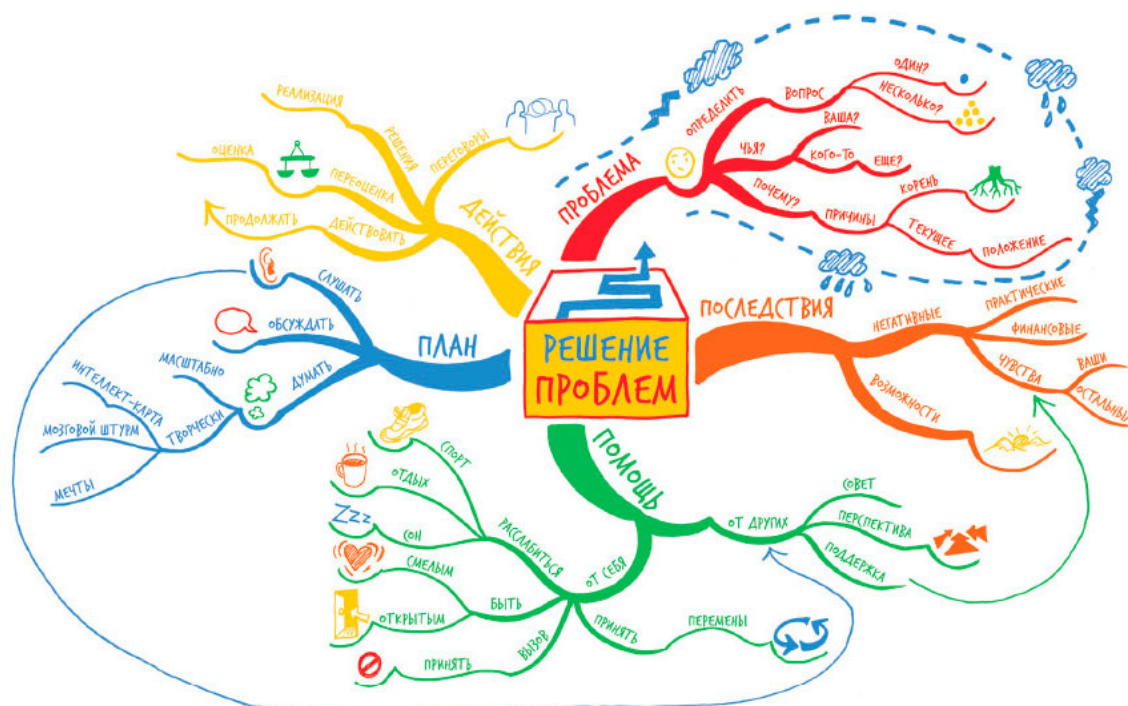 РЕШЕНИЕ
ПРОБЛЕМ
ПРОБЛЕМА
ОПРЕДЕЛИТЬ
ВОПРОС
ОДИН?
НЕСКОЛЬКО?
ЧЬЯ?
ВАША?
КОГО-ТО
ЕЩЕ?
ПОЧЕМУ?
ПРИЧИНЫ
КОРЕНЬ
ТЕКУЩЕЕ
ПОЛОЖЕНИЕ
ПОСЛЕДСТВИЯ
НЕГАТИВНЫЕ
ПРАКТИЧЕСКИЕ
ФИНАНСОВЫЕ
ЧУВСТВА
ВАШИ
ОСТАЛЬНЫХ
ВОЗМОЖНОСТИ
ПОМОЩЬ
ОТ ДРУГИХ
СОВЕТ
ПЕРСПЕКТИВА
ПОДДЕРЖКА
ОТ СЕБЯ
РАССЛАБИТЬСЯ
СПОРТ
ОТДЫХ
СОН
Zzz
БЫТЬ
СМЕЛЫМ
ОТКРЫТЫМ
ВЫЗОВ
ПРИНЯТЬ
ПРИНЯТЬ
ПЕРЕМЕНЫ
ПЛАН
СЛУШАТЬ
ОБСУЖДАТЬ
ДУМАТЬ
МАСШТАБНО
ТВОРЧЕСКИ
ИНТЕЛЛЕКТ-КАРТА
МОЗГОВОЙ ШТУРМ
МЕЧТЫ
ДЕЙСТВИЯ
ПЕРЕГОВОРЫ
РЕШЕНИЯ
РЕАЛИЗАЦИЯ
ПЕРЕОЦЕНКА
ОЦЕНКА
ДЕЙСТВОВАТЬ
ПРОДОЛЖАТЬ